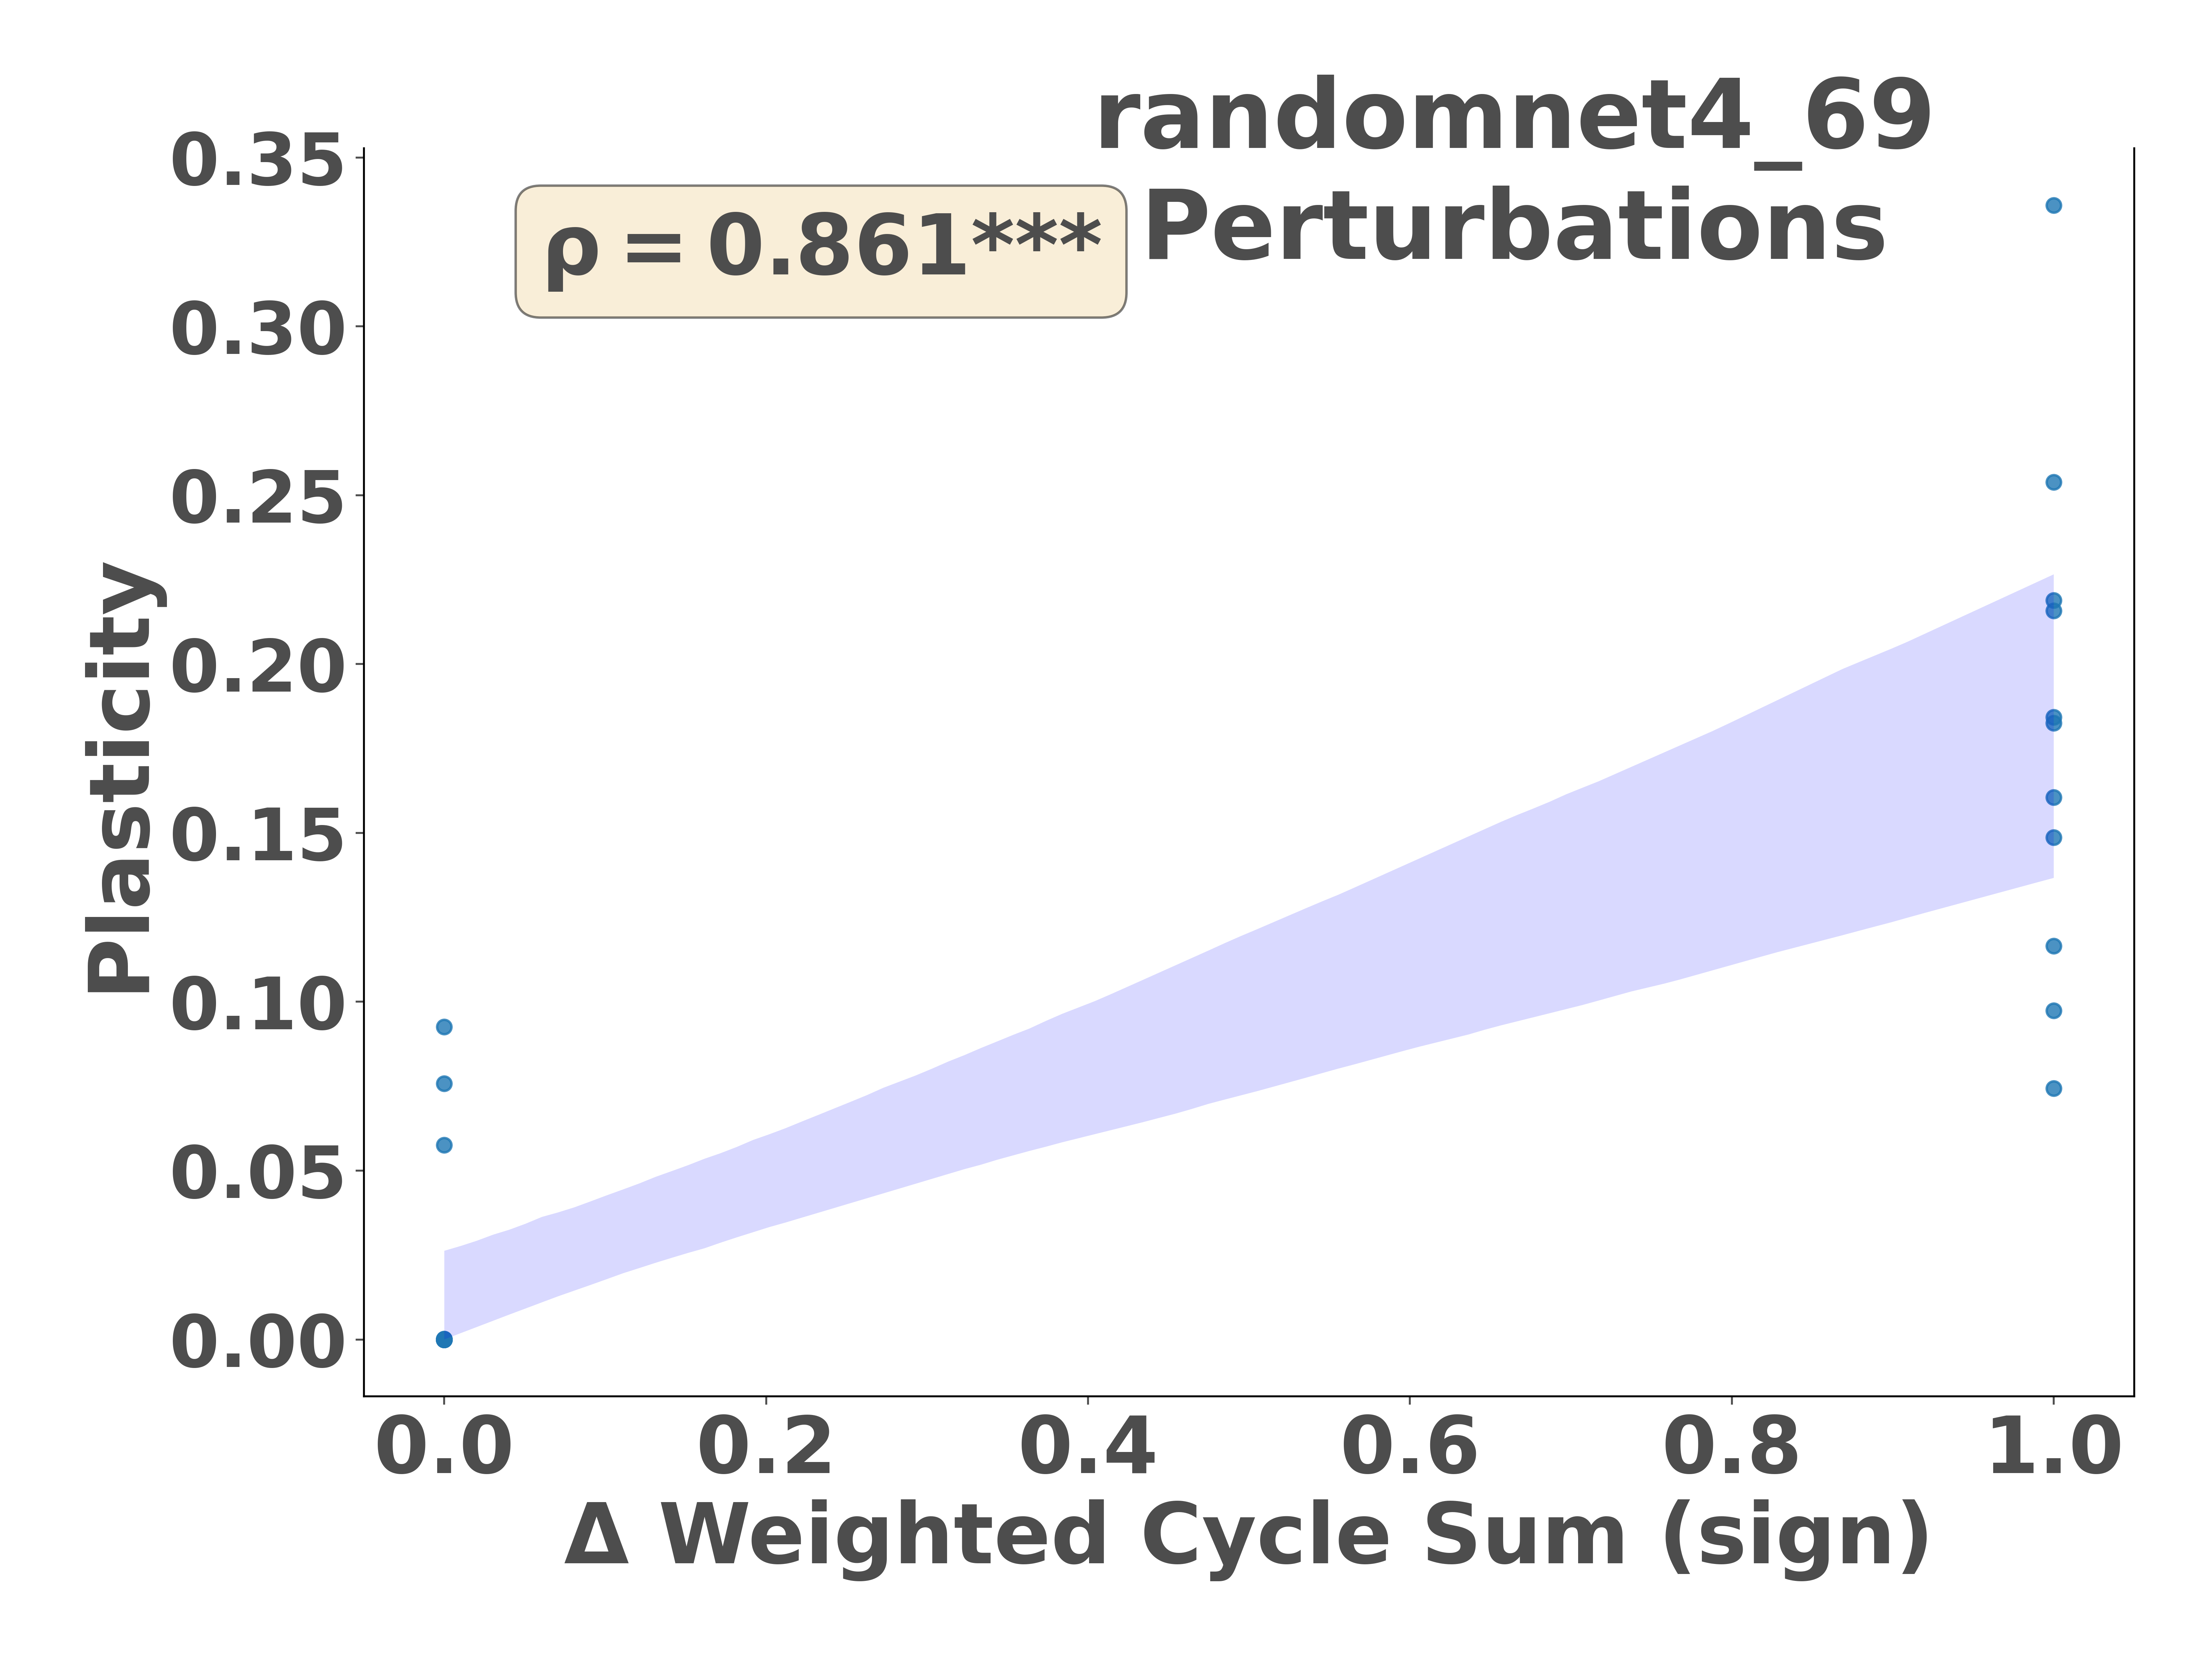 randomnet4_69
Perturbations
ρ = 0.861***
0.35
0.30
0.25
0.20
0.15
0.10
0.05
0.00
Plasticity
0.0 0.2 0.4 0.6 0.8 1.0
Δ Weighted Cycle Sum (sign)